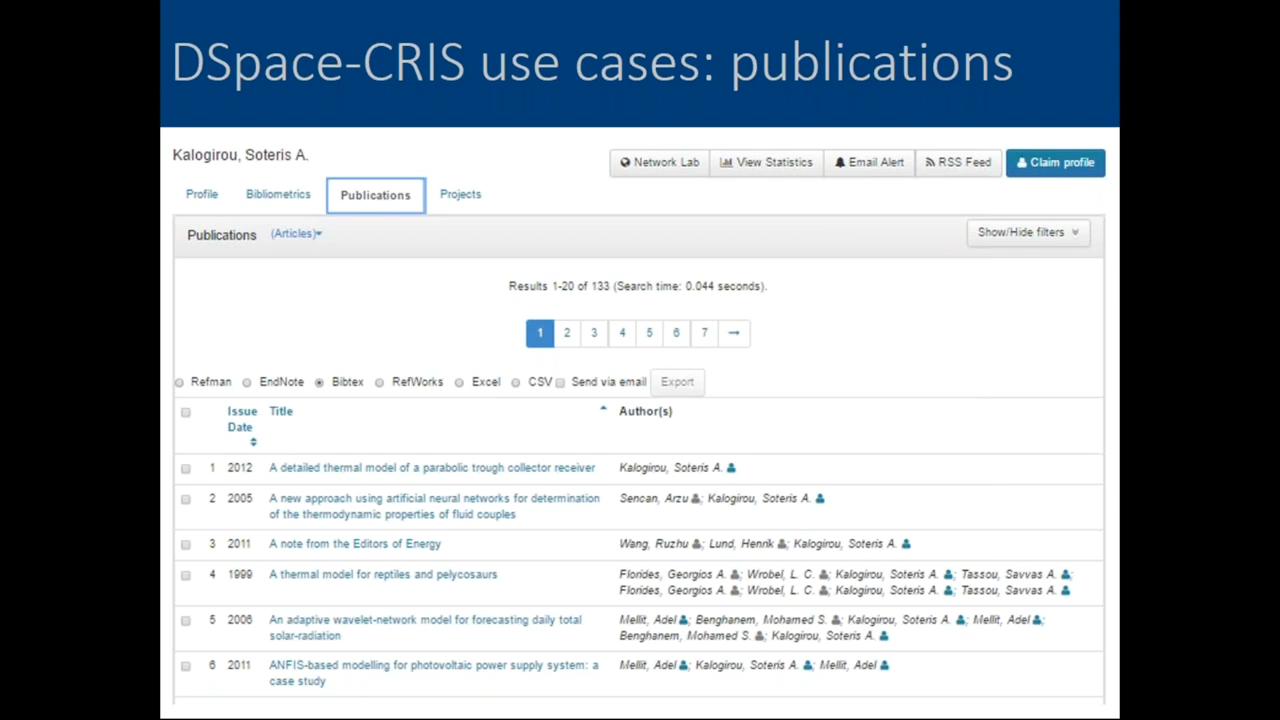 DSpace-CRIS use cases: publications
Kalogirou, Soteris A.
Network Lab View Statistics Email Alert RSS Feed Claim profile
Profile Bibliometrics Publications Projects
Publications (Articles)
Show/Hide filters
Results 1-20 of 133 (Search time: 0.044 seconds).
1 2 3 4 5 6 7 →
Refman EndNote Bibtex RefWorks Excel CSV Send via email Export
Issue Date Title Author(s)
1 2012 A detailed thermal model of a parabolic trough collector receiver Kalogirou, Soteris A.
2 2005 A new approach using artificial neural networks for determination Sencan, Arzu ; Kalogirou, Soteris A.
of the thermodynamic properties of fluid couples
3 2011 A note from the Editors of Energy Wang, Ruzhu ; Lund, Henrik ; Kalogirou, Soteris A.
4 1999 A thermal model for reptiles and pelycosaurs Florides, Georgios A. ; Wrobel, L. C. ; Kalogirou, Soteris A. ; Tassou, Savvas A. ;
Florides, Georgios A. ; Wrobel, L. C. ; Kalogirou, Soteris A. ; Tassou, Savvas A.
5 2006 An adaptive wavelet-network model for forecasting daily total Mellit, Adel ; Benghanem, Mohamed S. ; Kalogirou, Soteris A. ; Mellit, Adel ;
solar-radiation Benghanem, Mohamed S. ; Kalogirou, Soteris A.
6 2011 ANFIS-based modelling for photovoltaic power supply system: a Mellit, Adel ; Kalogirou, Soteris A. ; Mellit, Adel
case study